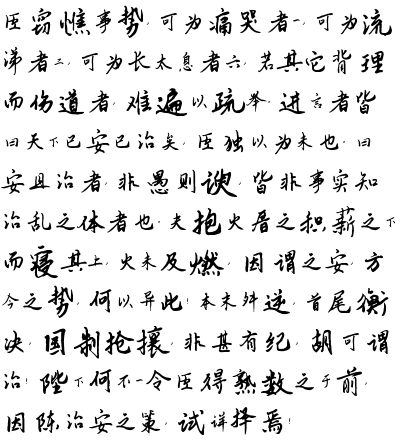 臣窃憔事势，可为痛哭者一，可为流
涕者二，可为长太息者六，若其它背理
而伤道者，难遍以疏举。进言者皆
曰天下已安已治矣，臣独以为未也。曰
安且治者，非愚则谀，皆非事实知
治乱之体者也。夫抱火厝之积薪之下
而寝其上，火未及燃，因谓之安，方
今之势，何以异此！本末舛逆，首尾衡
决，国制抢攘，非甚有纪，胡可谓
治！陛下何不一令臣得熟数之于前，
因陈治安之策，试详择焉！